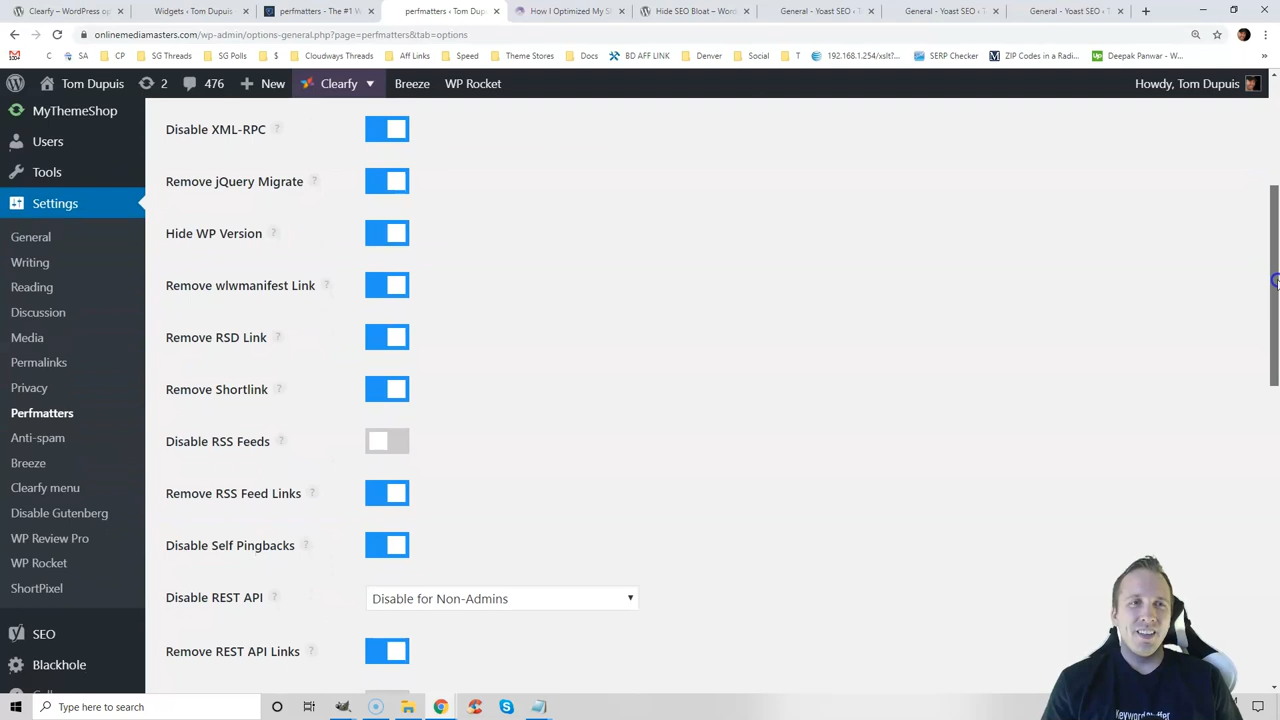 Clearfy – WordPress op
Widgets ‹ Tom Dupuis
perfmatters - The #1 W
perfmatters ‹ Tom Dup
How I Optimized My S
Hide SEO Bloat – Word
General - Yoast SEO ‹ T
General - Yoast SEO ‹ To
General - Yoast SEO ‹ T
onlinemediamasters.com/wp-admin/options-general.php?page=perfmatters&tab=options
C SA CP SG Threads SG Polls $ Cloudways Threads Aff Links Speed Theme Stores Docs BD AFF LINK Denver Social T 192.168.1.254/xslt?... SERP Checker ZIP Codes in a Radi... Deepak Panwar - W... »
Tom Dupuis 2 476 + New Clearfy Breeze WP Rocket Howdy, Tom Dupuis
MyThemeShop
Users
Tools
Settings
General
Writing
Reading
Discussion
Media
Permalinks
Privacy
Perfmatters
Anti-spam
Breeze
Clearfy menu
Disable Gutenberg
WP Review Pro
WP Rocket
ShortPixel
SEO
Blackhole
Disable XML-RPC ?
Remove jQuery Migrate ?
Hide WP Version ?
Remove wlwmanifest Link ?
Remove RSD Link ?
Remove Shortlink ?
Disable RSS Feeds ?
Remove RSS Feed Links ?
Disable Self Pingbacks ?
Disable REST API ? Disable for Non-Admins
Remove REST API Links ?
Type here to search